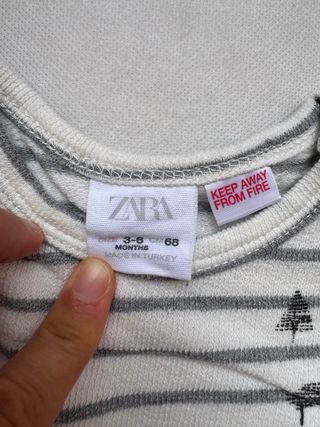 ZARA
3-6 68
MONTHS
MADE IN TURKEY
KEEP AWAY
FROM FIRE